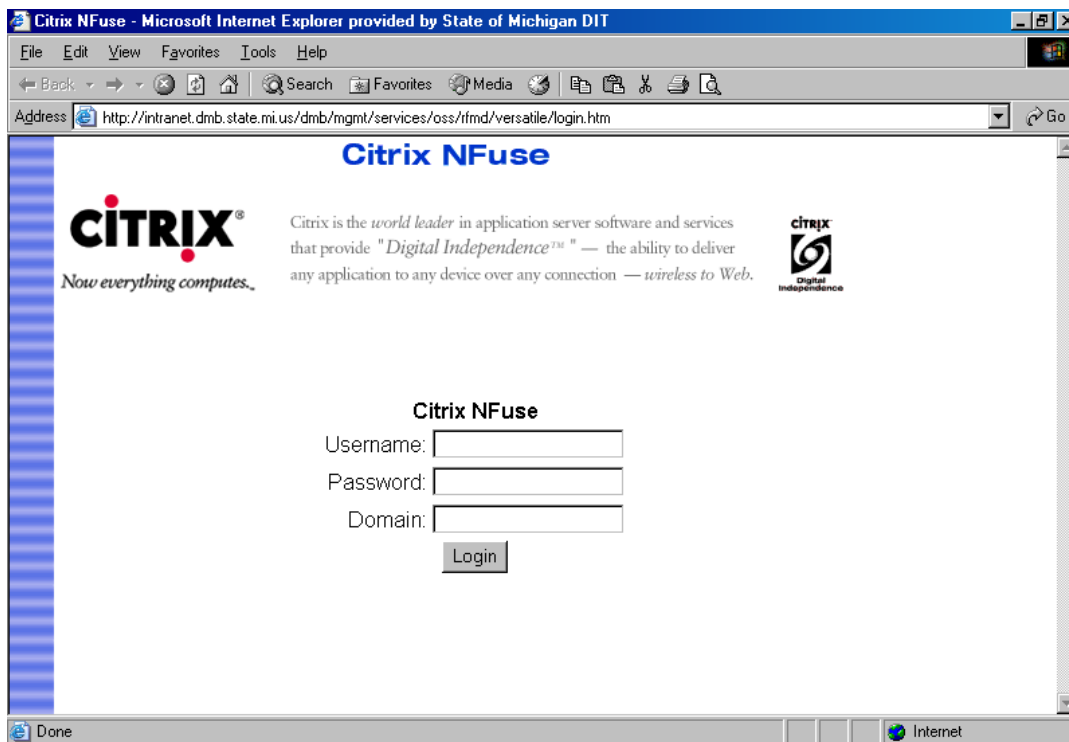 Citrix NFuse - Microsoft Internet Explorer provided by State of Michigan DIT
File Edit View Favorites Tools Help
Back Search Favorites Media
Address http://intranet.dmb.state.mi.us/dmb/mgmt/services/oss/rfmd/versatile/login.htm Go
Citrix NFuse
CITRIX®
Now everything computes.™
Citrix is the world leader in application server software and services
that provide "Digital Independence™ " — the ability to deliver
any application to any device over any connection — wireless to Web.
CITRIX™
Digital
Independence
Citrix NFuse
Username:
Password:
Domain:
Login
Done Internet